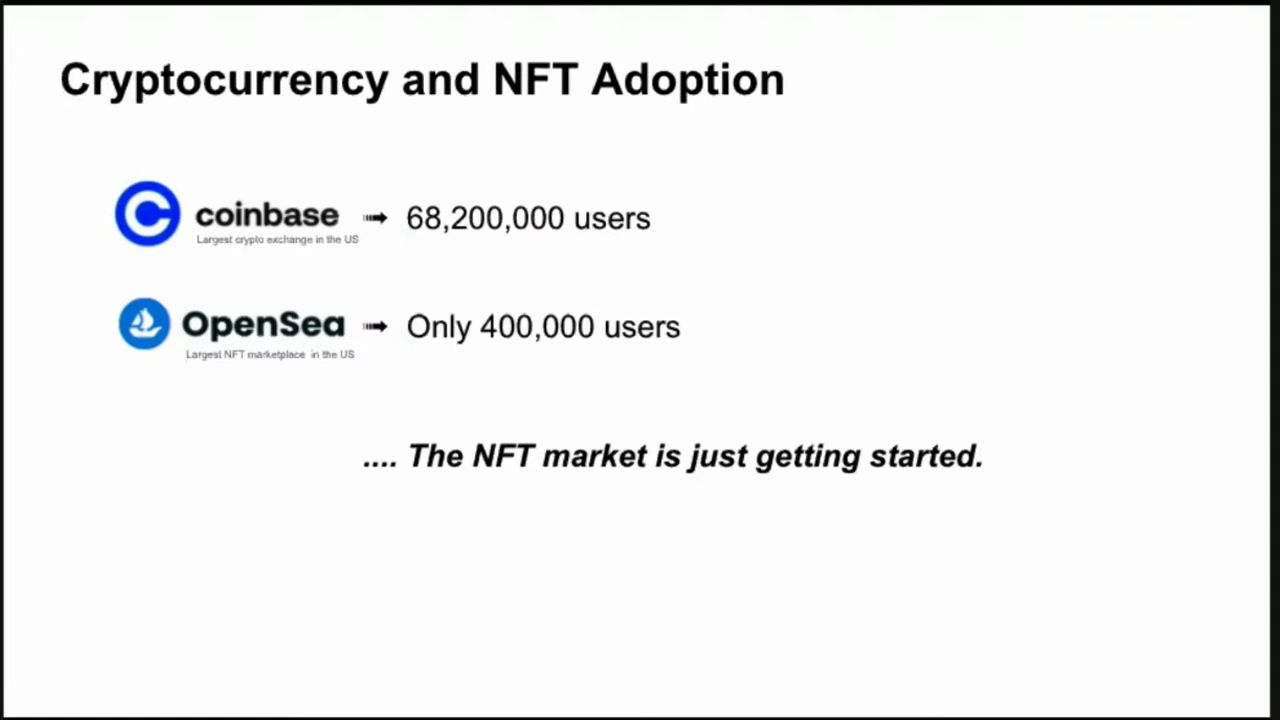 Cryptocurrency and NFT Adoption
coinbase ➟ 68,200,000 users
Largest crypto exchange in the US
OpenSea ➟ Only 400,000 users
Largest NFT marketplace in the US
.... The NFT market is just getting started.